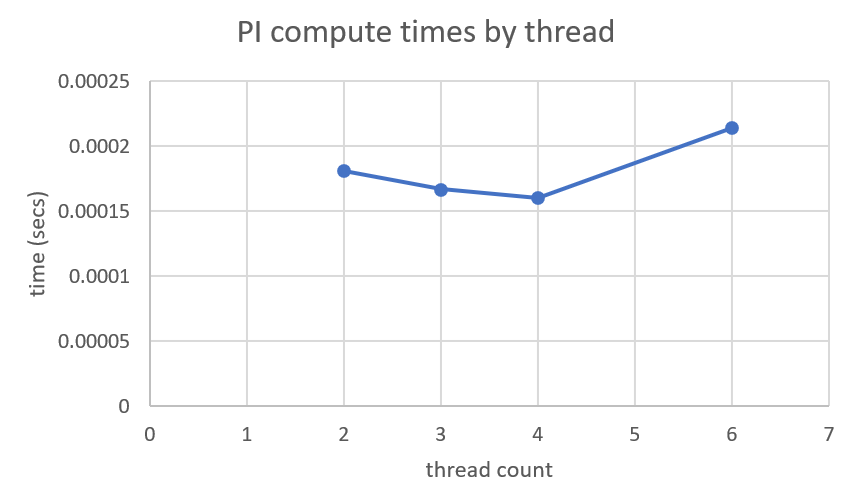 PI compute times by thread
0.00025
0.0002
0.00015
0.0001
0.00005
0
time (secs)
0 1 2 3 4 5 6 7
thread count